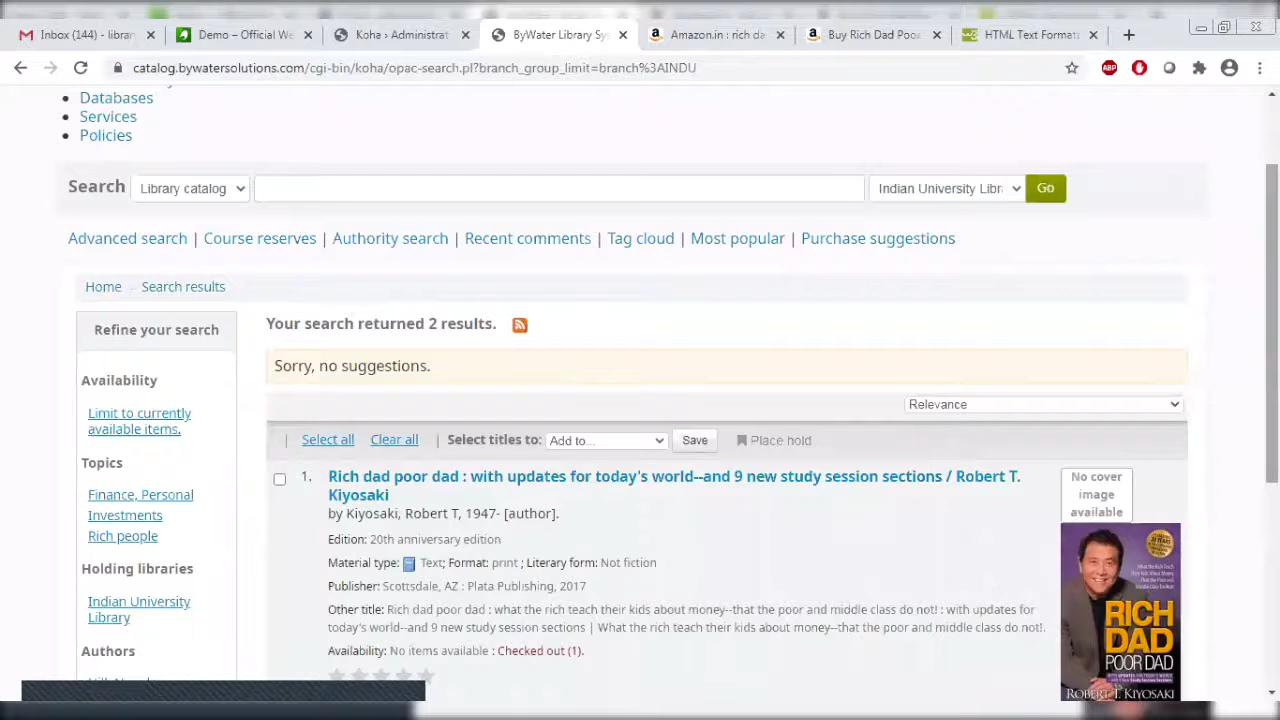 Inbox (144) - librar
Demo – Official We
Koha › Administrat
ByWater Library Sys
Amazon.in : rich da
Buy Rich Dad Poor
HTML Text Formatt
catalog.bywatersolutions.com/cgi-bin/koha/opac-search.pl?branch_group_limit=branch%3AINDU
ABP
Databases
Services
Policies
Search
Library catalog
Indian University Libr
Go
Advanced search | Course reserves | Authority search | Recent comments | Tag cloud | Most popular | Purchase suggestions
Home
Search results
Refine your search
Availability
Limit to currently
available items.
Topics
Finance, Personal
Investments
Rich people
Holding libraries
Indian University
Library
Authors
Your search returned 2 results.
Sorry, no suggestions.
Relevance
| Select all Clear all | Select titles to: Add to... Save Place hold
1. Rich dad poor dad : with updates for today's world--and 9 new study session sections / Robert T.
Kiyosaki
by Kiyosaki, Robert T, 1947- [author].
Edition: 20th anniversary edition
Material type: Text; Format: print ; Literary form: Not fiction
Publisher: Scottsdale : Plata Publishing, 2017
Other title: Rich dad poor dad : what the rich teach their kids about money--that the poor and middle class do not! : with updates for
today's world--and 9 new study session sections | What the rich teach their kids about money--that the poor and middle class do not!.
Availability: No items available : Checked out (1).
No cover
image
available
RICH
DAD
POOR DAD
ROBERT T. KIYOSAKI